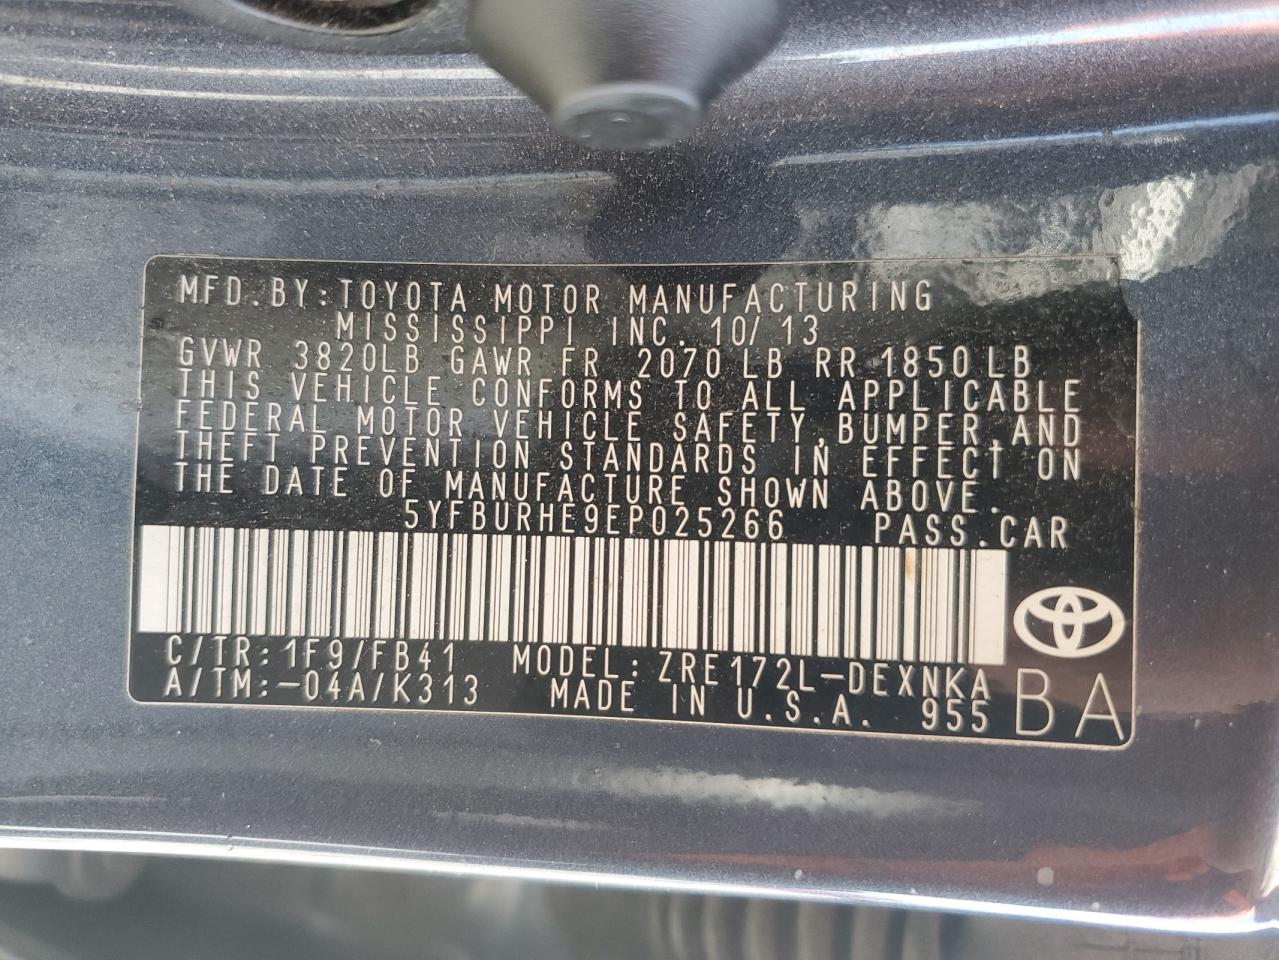 MFD.BY:TOYOTA MOTOR MANUFACTURING
MISSISSIPPI INC. 10/13
GVWR 3820LB GAWR FR 2070 LB RR 1850 LB
THIS VEHICLE CONFORMS TO ALL APPLICABLE
FEDERAL MOTOR VEHICLE SAFETY,BUMPER,AND
THEFT PREVENTION STANDARDS IN EFFECT ON
THE DATE OF MANUFACTURE SHOWN ABOVE.
5YFBURHE9EP025266 PASS.CAR
C/TR:1F9/FB41 MODEL:ZRE172L-DEXNKA
A/TM:-04A/K313 MADE IN U.S.A. 955 BA